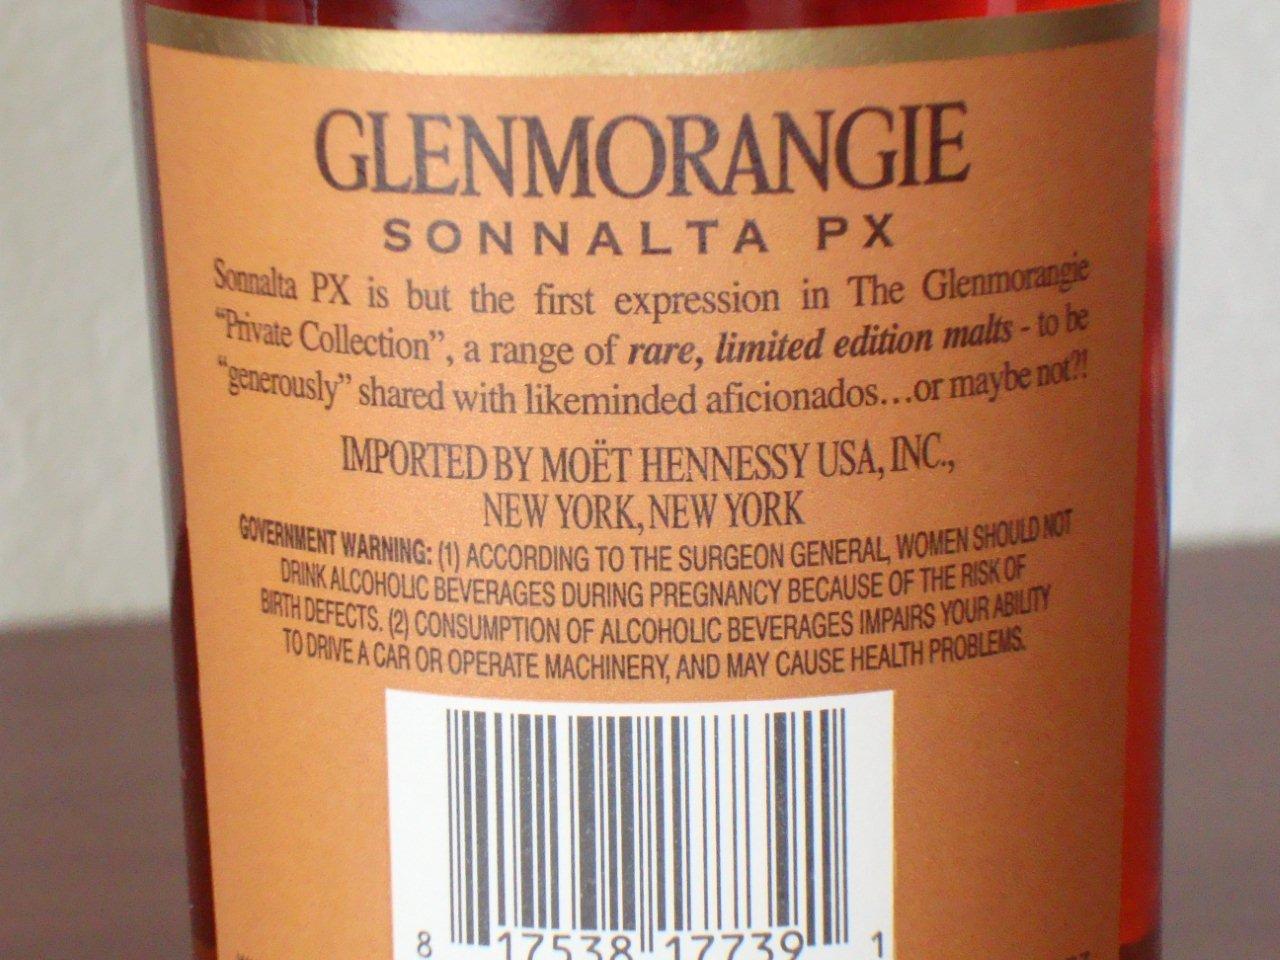 GLENMORANGIE
SONNALTA PX
Sonnalta PX is but the first expression in The Glenmorangie
“Private Collection”, a range of rare, limited edition malts - to be
“generously” shared with likeminded aficionados...or maybe not?!
IMPORTED BY MOËT HENNESSY USA, INC.,
NEW YORK, NEW YORK
GOVERNMENT WARNING: (1) ACCORDING TO THE SURGEON GENERAL, WOMEN SHOULD NOT
DRINK ALCOHOLIC BEVERAGES DURING PREGNANCY BECAUSE OF THE RISK OF
BIRTH DEFECTS. (2) CONSUMPTION OF ALCOHOLIC BEVERAGES IMPAIRS YOUR ABILITY
TO DRIVE A CAR OR OPERATE MACHINERY, AND MAY CAUSE HEALTH PROBLEMS.
8 17538 17739 1